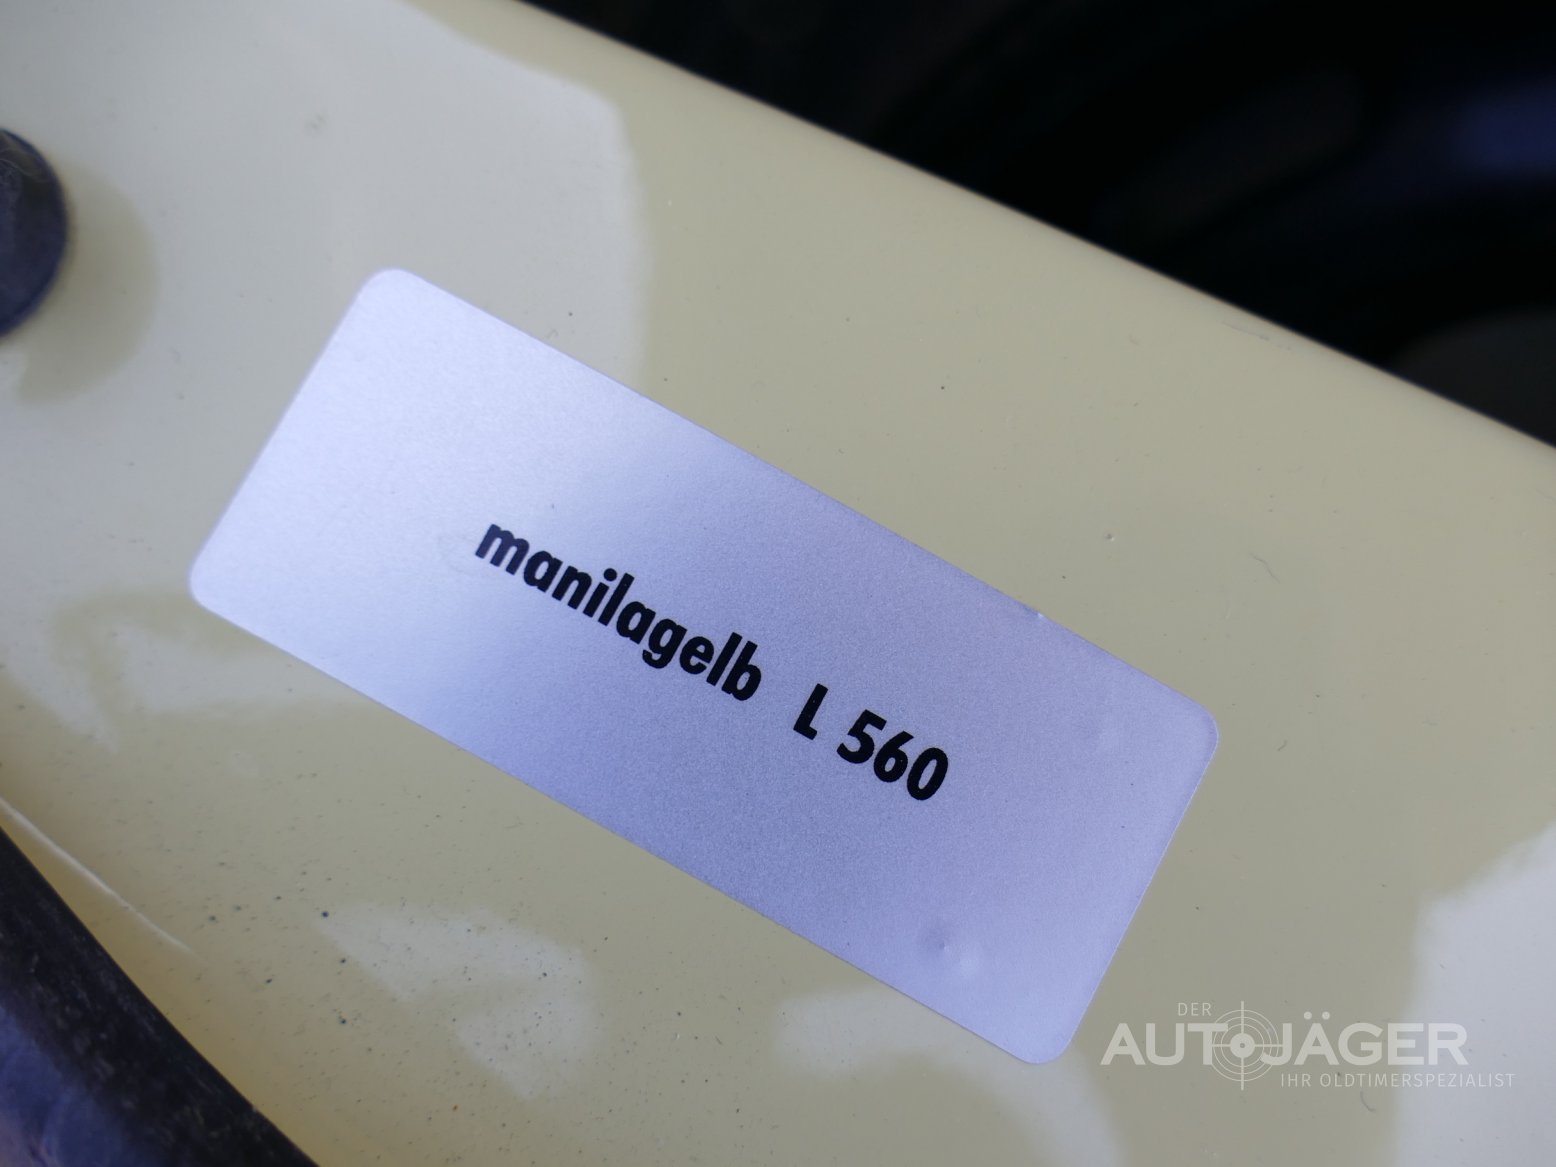 manilagelb L 560
DER
AUTOJÄGER
IHR OLDTIMERSPEZIALIST